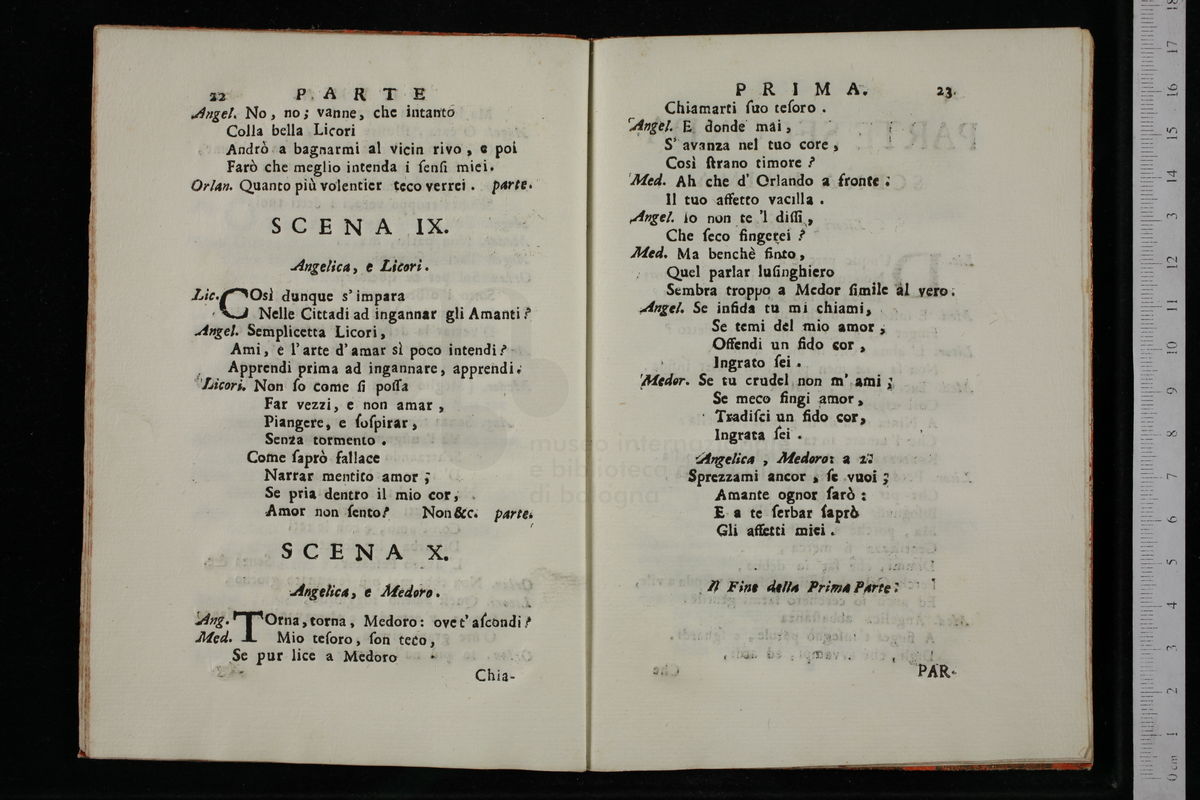 22 PARTE
Angel. No, no; vanne, che intanto
Colla bella Licori
Andrò a bagnarmi al vicin rivo, e poi
Farò che meglio intenda i ſenſi miei.
Orlan. Quanto più volentier teco verrei. parte.
SCENA IX.
Angelica, e Licori.
Lic. COsì dunque s' impara
Nelle Cittadi ad ingannar gli Amanti?
Angel. Semplicetta Licori,
Ami, e l'arte d'amar sì poco intendi?
Apprendi prima ad ingannare, apprendi.
Licori. Non ſo come ſi poſſa
Far vezzi, e non amar,
Piangere, e ſoſpirar,
Senza tormento.
Come ſaprò fallace
Narrar mentito amor;
Se pria dentro il mio cor,
Amor non ſento? Non &c. parte.
SCENA X.
Angelica, e Medoro.
Ang. TOrna, torna, Medoro: ove t' aſcondi?
Med. Mio teſoro, ſon teco,
Se pur lice a Medoro
Chia-
PRIMA. 23.
Chiamarti ſuo teſoro.
Angel. E donde mai,
S' avanza nel tuo core,
Così ſtrano timore?
Med. Ah che d' Orlando a fronte:
Il tuo affetto vacilla.
Angel. Io non te 'l diſſi,
Che ſeco fingerei?
Med. Ma benchè finto,
Quel parlar luſinghiero
Sembra troppo a Medor ſimile al vero.
Angel. Se infida tu mi chiami,
Se temi del mio amor,
Offendi un fido cor,
Ingrato ſei.
Medor. Se tu crudel non m' ami;
Se meco fingi amor,
Tradiſci un fido cor,
Ingrata ſei.
Angelica, Medoro: a 2:
Sprezzami ancor, ſe vuoi;
Amante ognor ſarò:
E a te ſerbar ſaprò
Gli affetti miei.
Il Fine della Prima Parte:
PAR-
museo internazionale
e biblioteca
di bologna